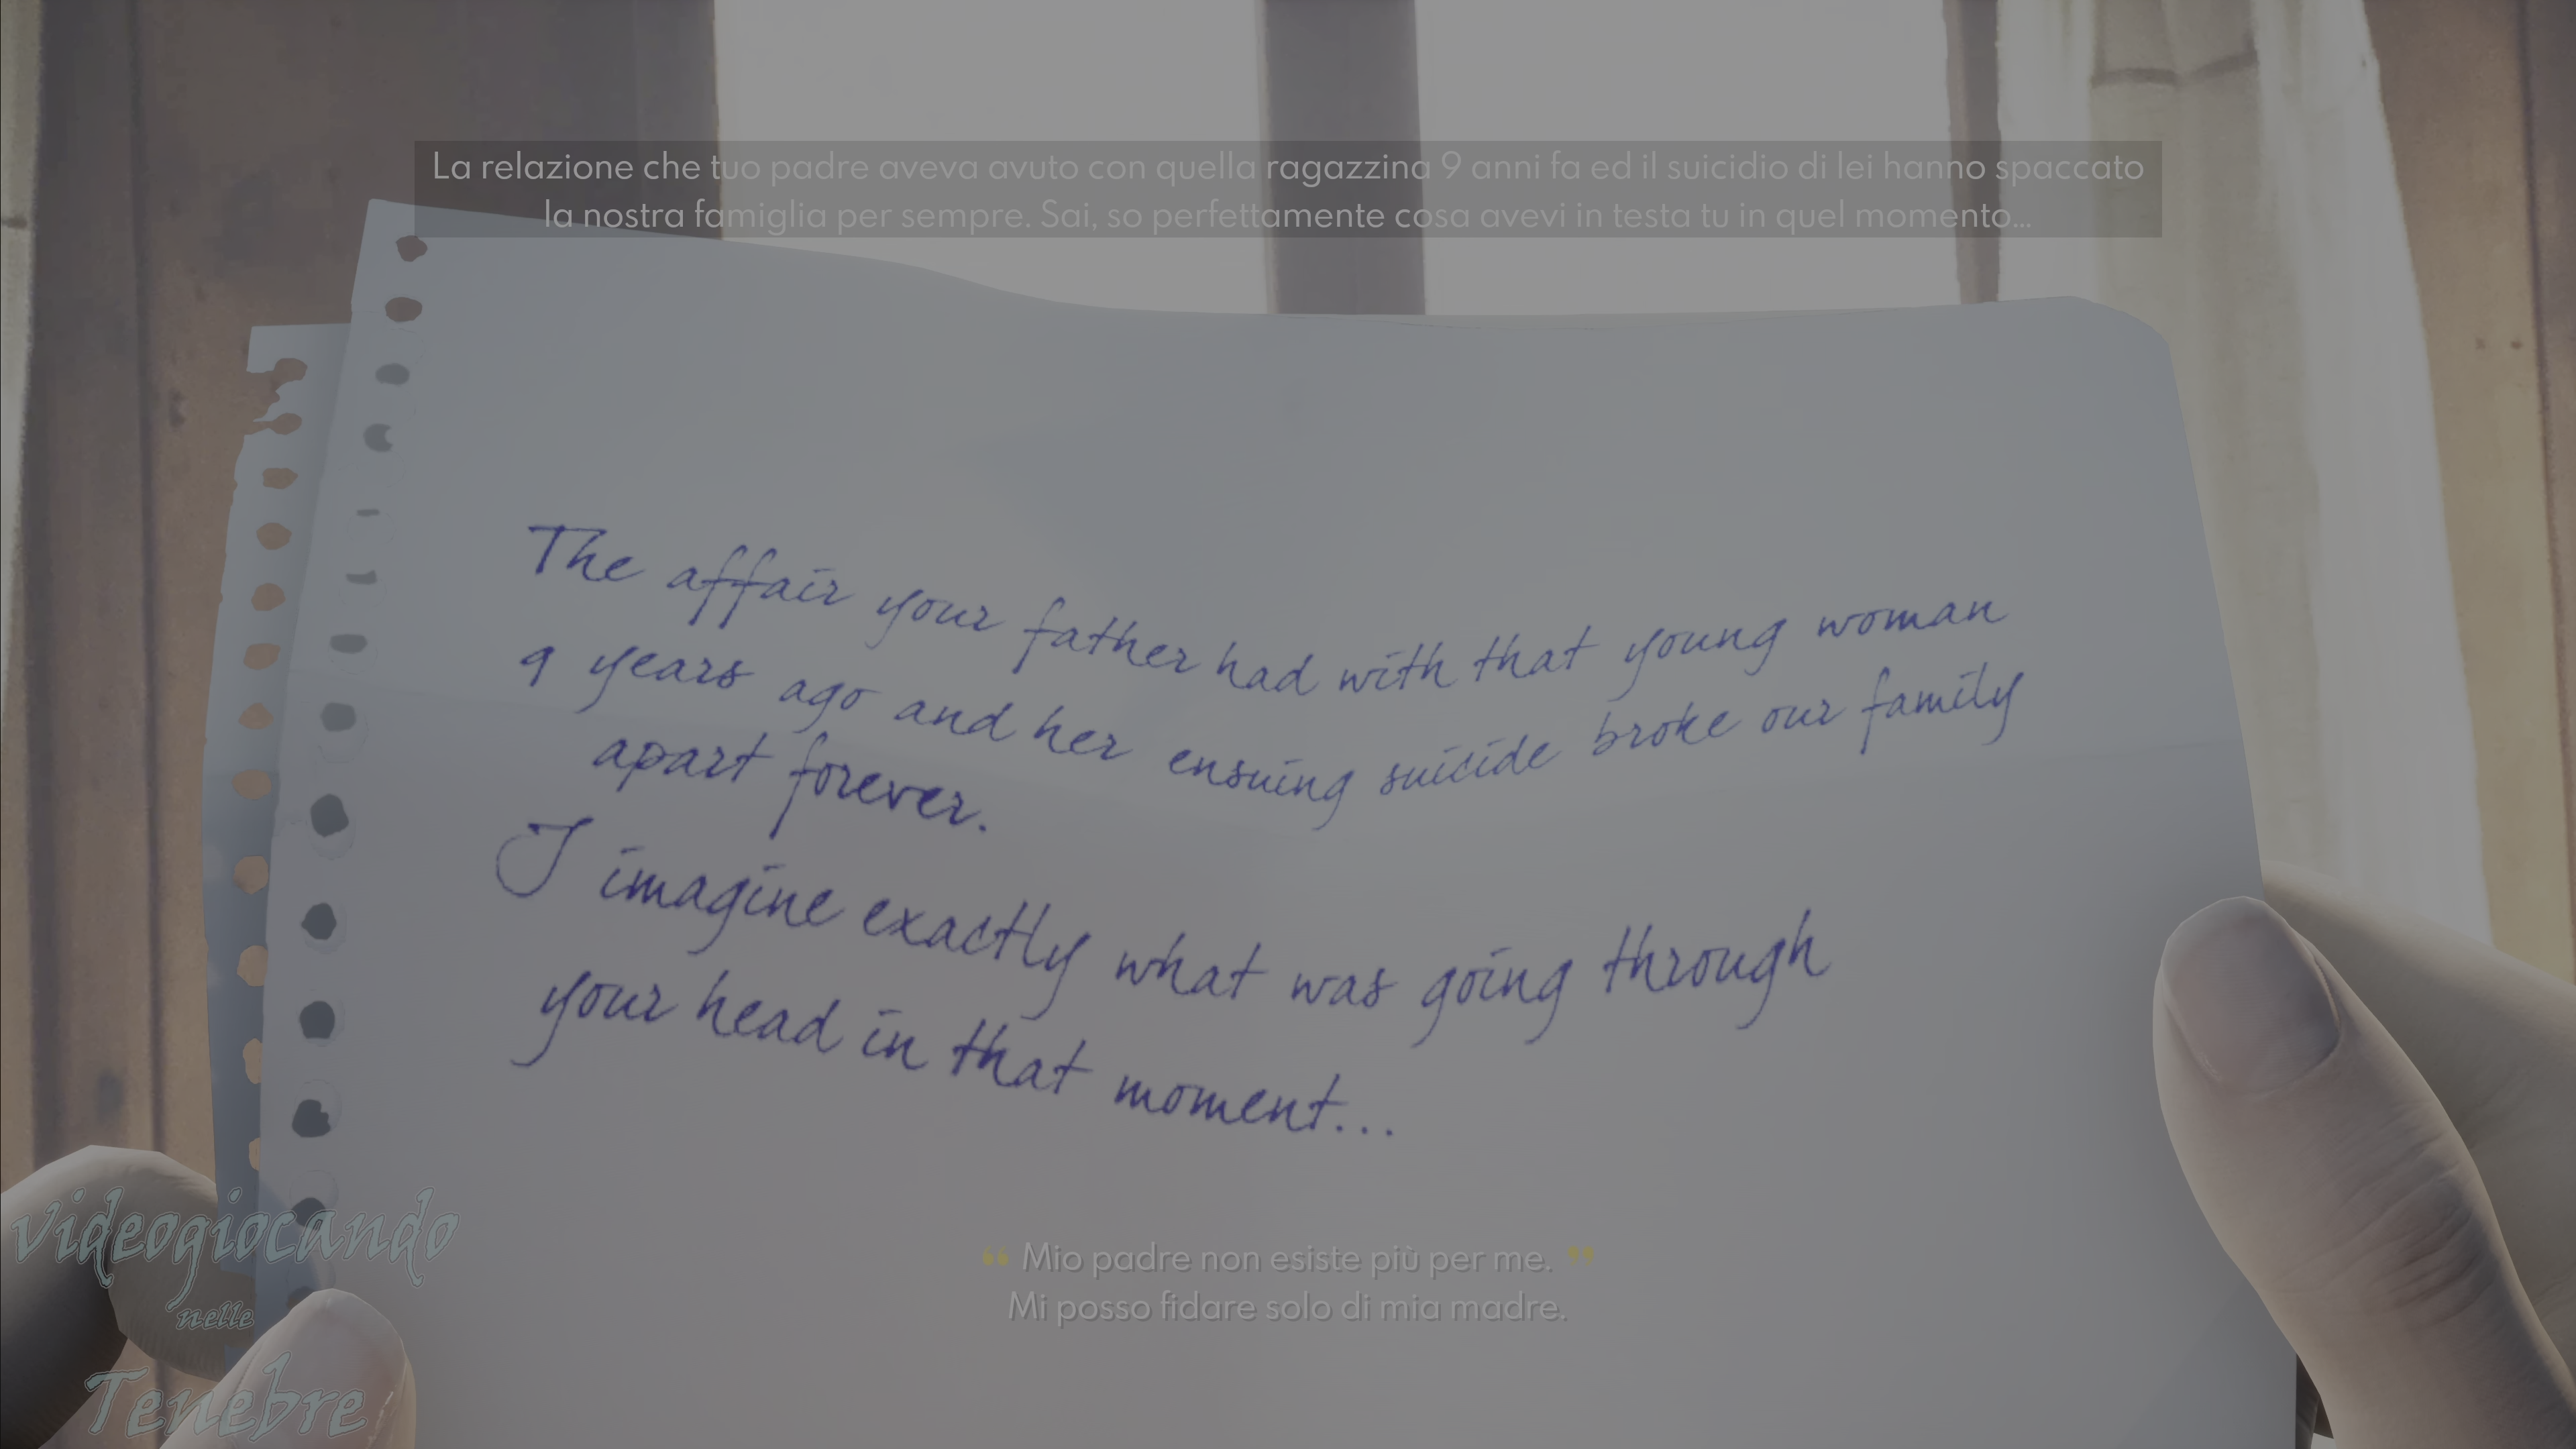 La relazione che tuo padre aveva avuto con quella ragazzina 9 anni fa ed il suicidio di lei hanno spaccato
la nostra famiglia per sempre. Sai, so perfettamente cosa avevi in testa tu in quel momento...
The affair your father had with that young woman
9 years ago and her ensuing suicide broke our family
apart forever.
I imagine exactly what was going through
your head in that moment...
“ Mio padre non esiste più per me. ”
Mi posso fidare solo di mia madre.
videogiocando
nelle
Tenebre